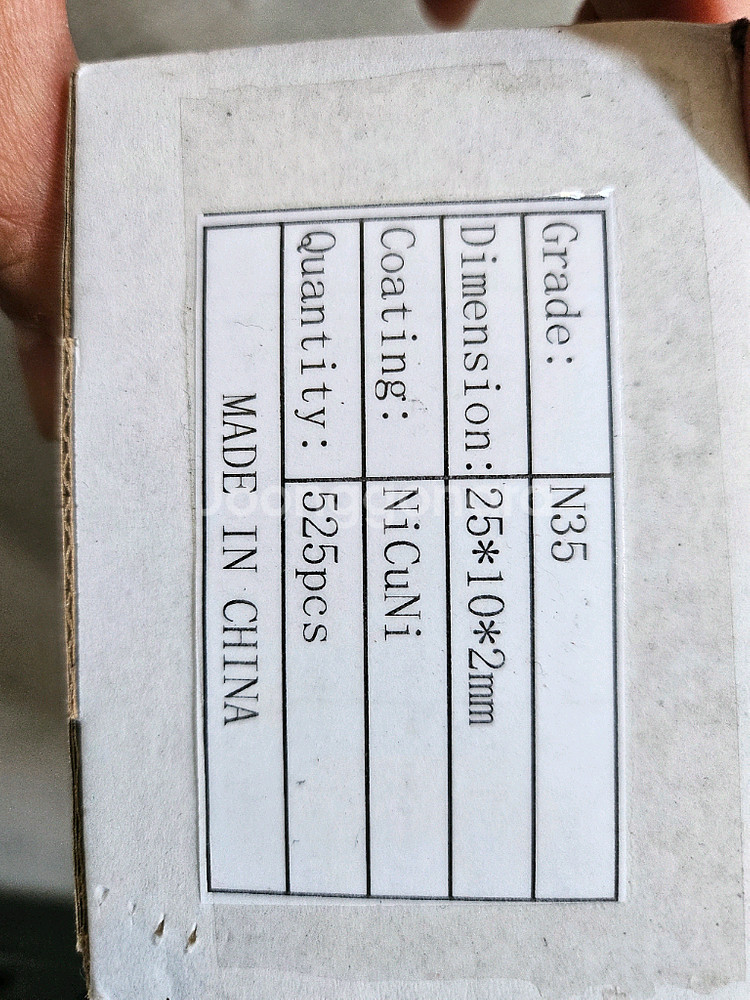 Grade: N35
Dimension: 25*10*2mm
Coating: NiCuNi
Quantity: 525pcs
MADE IN CHINA